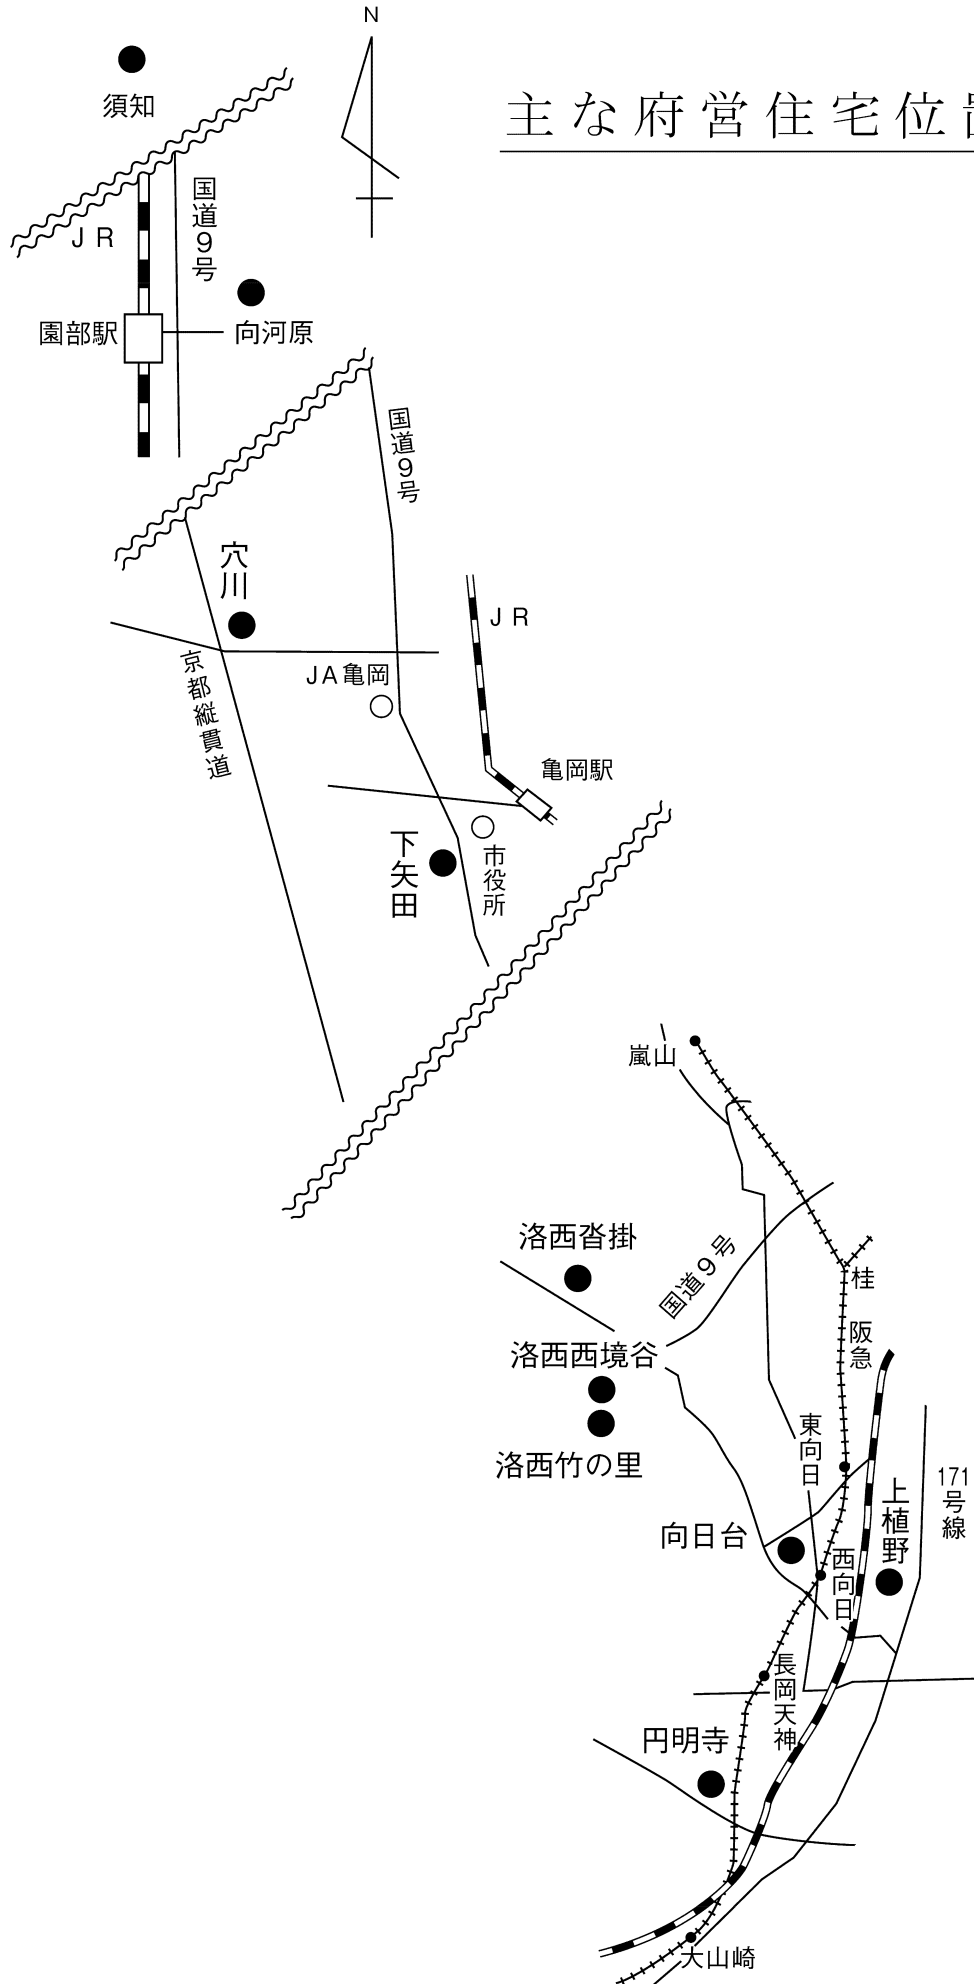 N
主な府営住宅位置
須知
国道9号
JR
園部駅
向河原
国道9号
穴川
JR
JA亀岡
京都縦貫道
亀岡駅
下矢田
市役所
嵐山
洛西沓掛
国道9号
桂
阪急
洛西西境谷
東向日
洛西竹の里
171号線
上植野
向日台
西向日
長岡天神
円明寺
大山崎